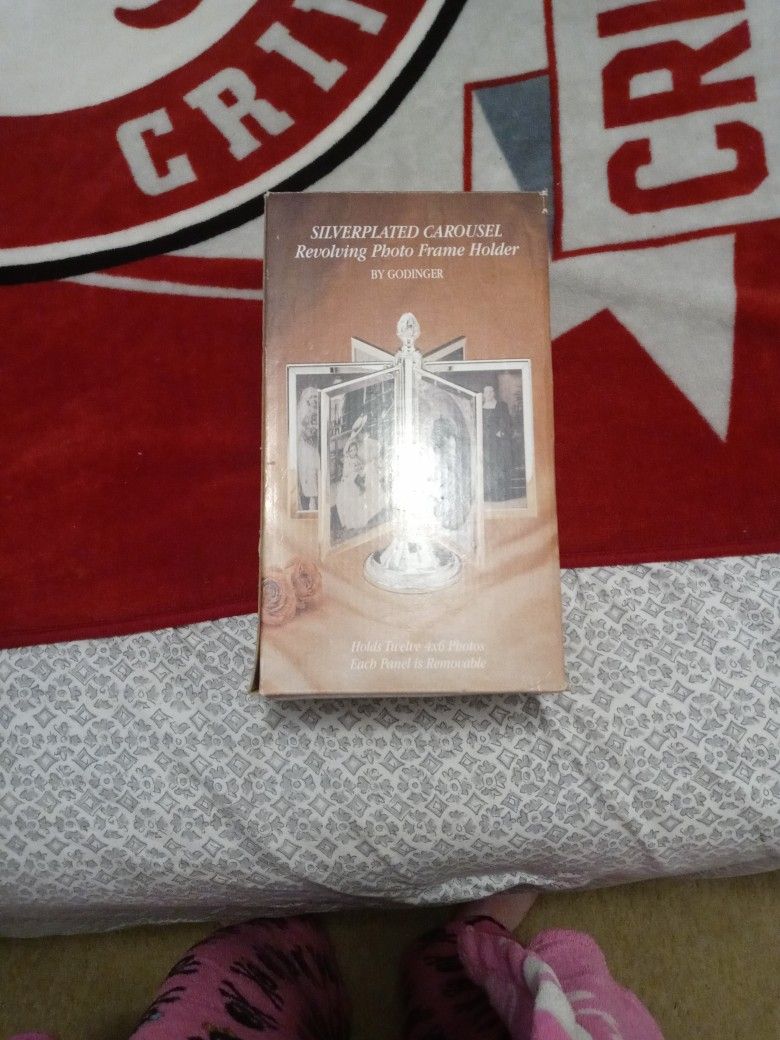 CRI
CRI
SILVERPLATED CAROUSEL
Revolving Photo Frame Holder
BY GODINGER
Holds Twelve 4x6 Photos
Each Panel is Removable